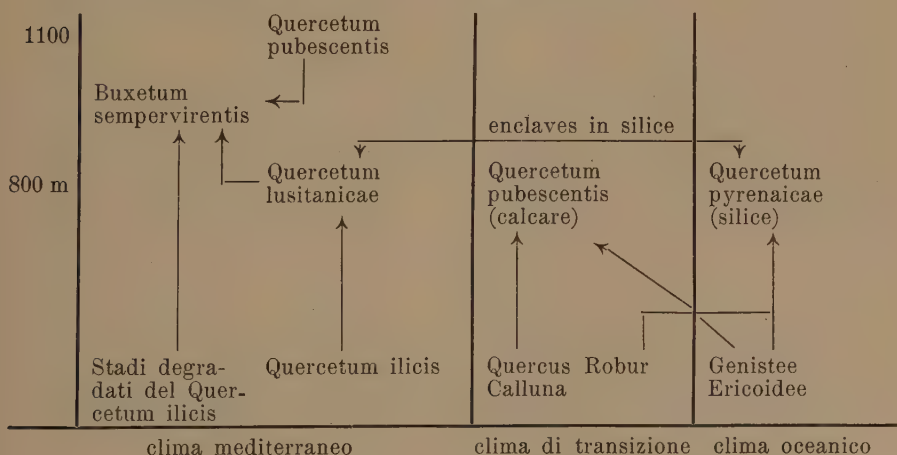 1100
Quercetum
pubescentis
Buxetum
sempervirentis
enclaves in silice
800 m
Quercetum
lusitanicae
Quercetum
pubescentis
(calcare)
Quercetum
pyrenaicae
(silice)
Stadi degra-
dati del Quer-
cetum ilicis
Quercetum ilicis
Quercus Robur
Calluna
Genistee
Ericoidee
clima mediterraneo
clima di transizione
clima oceanico